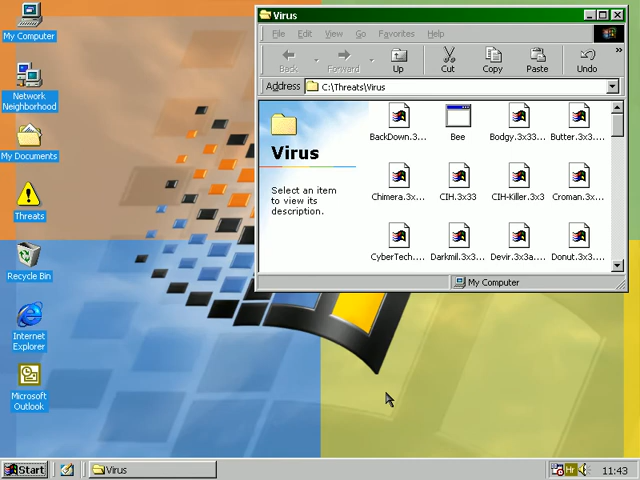 My Computer
Network
Neighborhood
My Documents
Threats
Recycle Bin
Internet
Explorer
Microsoft
Outlook
Virus
File Edit View Go Favorites Help
Back Forward Up Cut Copy Paste Undo »
Address C:\Threats\Virus
Virus
Select an item
to view its
description.
BackDown.3... Bee Bodgy.3x33... Butter.3x3...
Chimera.3x... CIH.3x33 CIH-Killer.3x3 Croman.3x...
CyberTech.... Darkmil.3x3... Devir.3x3a.... Donut.3x3...
My Computer
Start Virus Hr 11:43